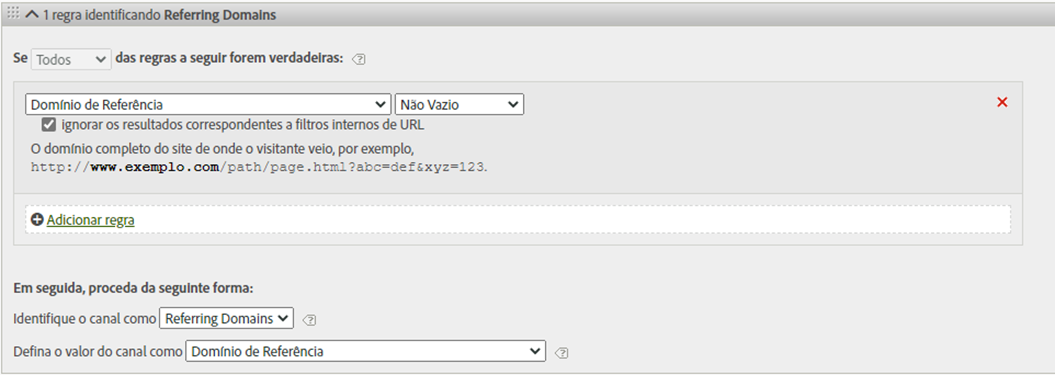 1 regra identificando Referring Domains
Se Todos das regras a seguir forem verdadeiras:
Domínio de Referência Não Vazio
ignorar os resultados correspondentes a filtros internos de URL
O domínio completo do site de onde o visitante veio, por exemplo,
http://www.exemplo.com/path/page.html?abc=def&xyz=123.
Adicionar regra
Em seguida, proceda da seguinte forma:
Identifique o canal como Referring Domains
Defina o valor do canal como Domínio de Referência